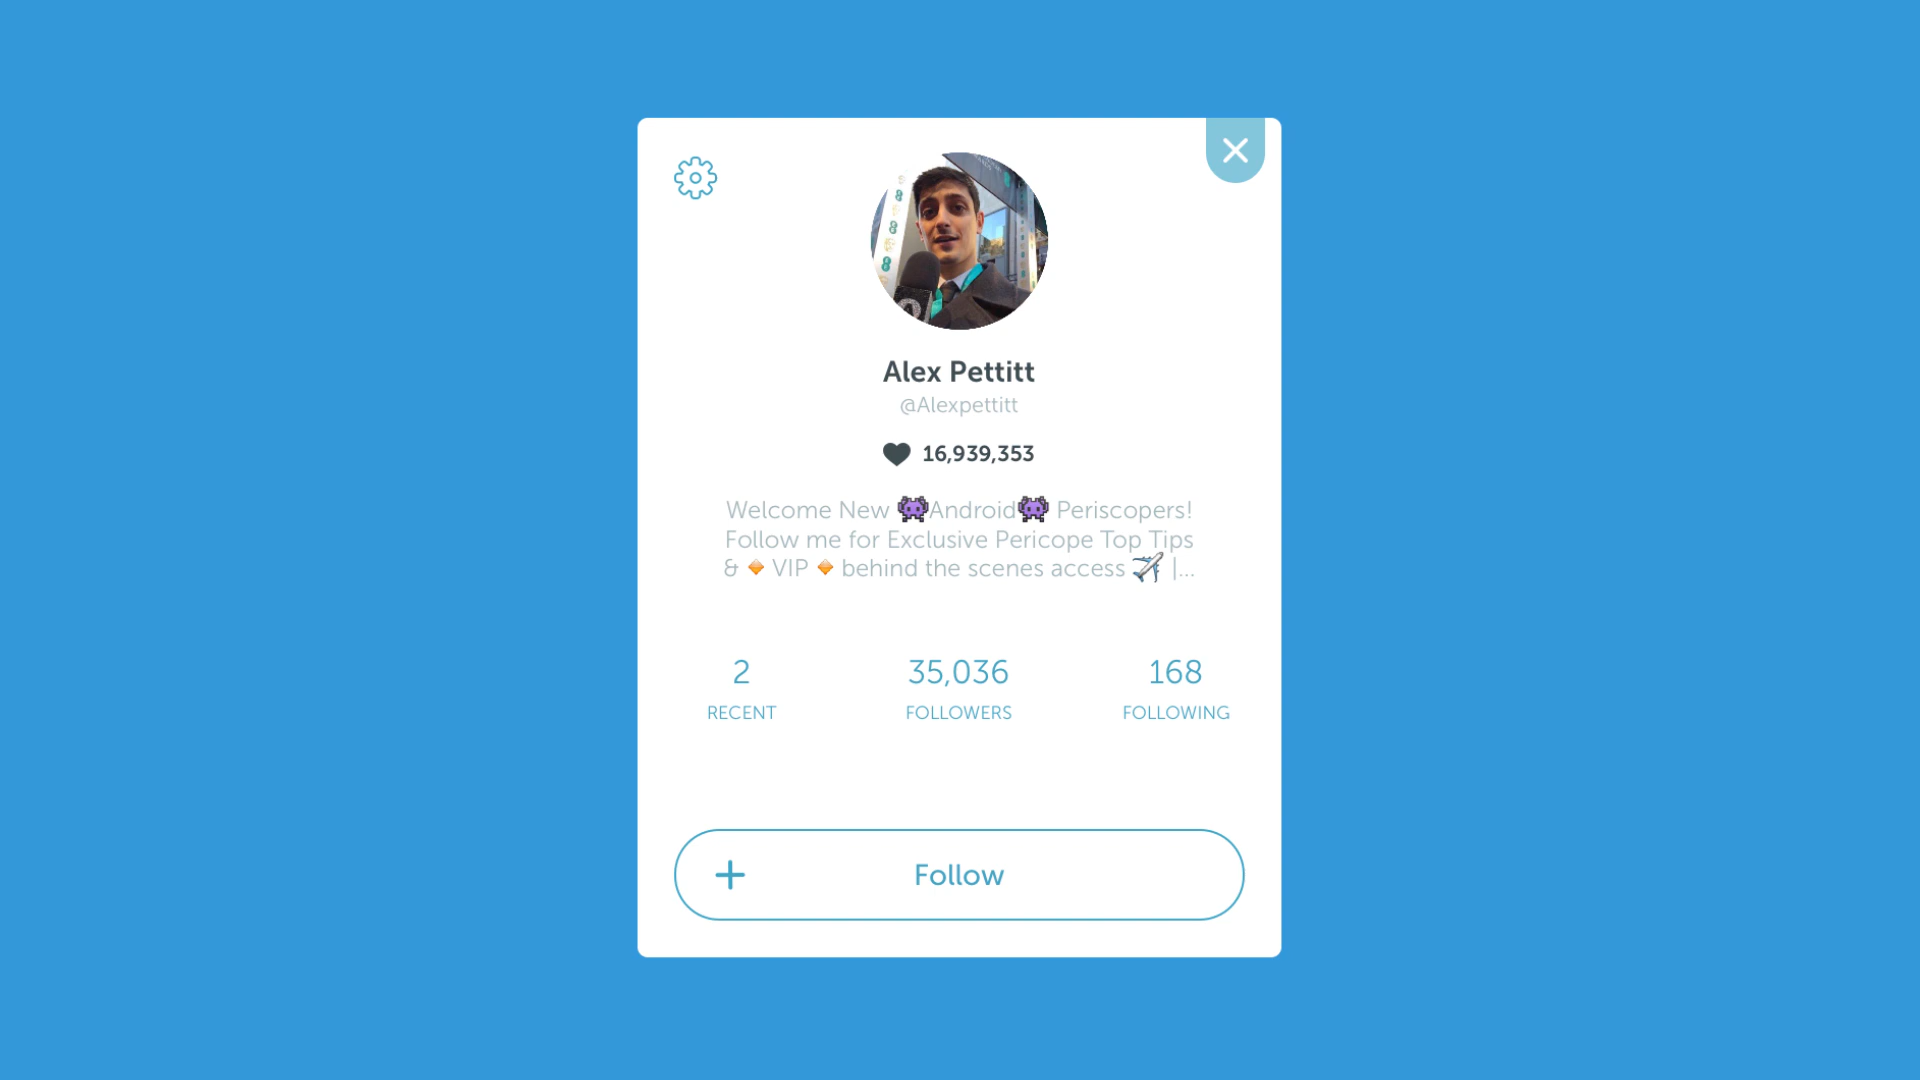 Alex Pettitt
@Alexpettitt
16,939,353
Welcome New 👾Android👾 Periscopers!
Follow me for Exclusive Pericope Top Tips
& 🔸 VIP 🔸 behind the scenes access ✈️ |...
2
RECENT
35,036
FOLLOWERS
168
FOLLOWING
Follow